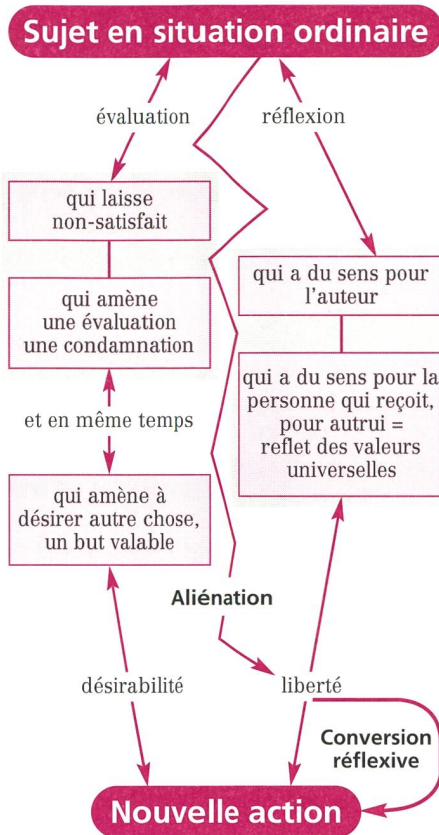 Sujet en situation ordinaire
évaluation
réflexion
qui laisse
non-satisfait
qui amène
une évaluation
une condamnation
qui a du sens pour
l'auteur
et en même temps
qui a du sens pour la
personne qui reçoit,
pour autrui =
reflet des valeurs
universelles
qui amène à
désirer autre chose,
un but valable
Aliénation
désirabilité
liberté
Conversion
réflexive
Nouvelle action